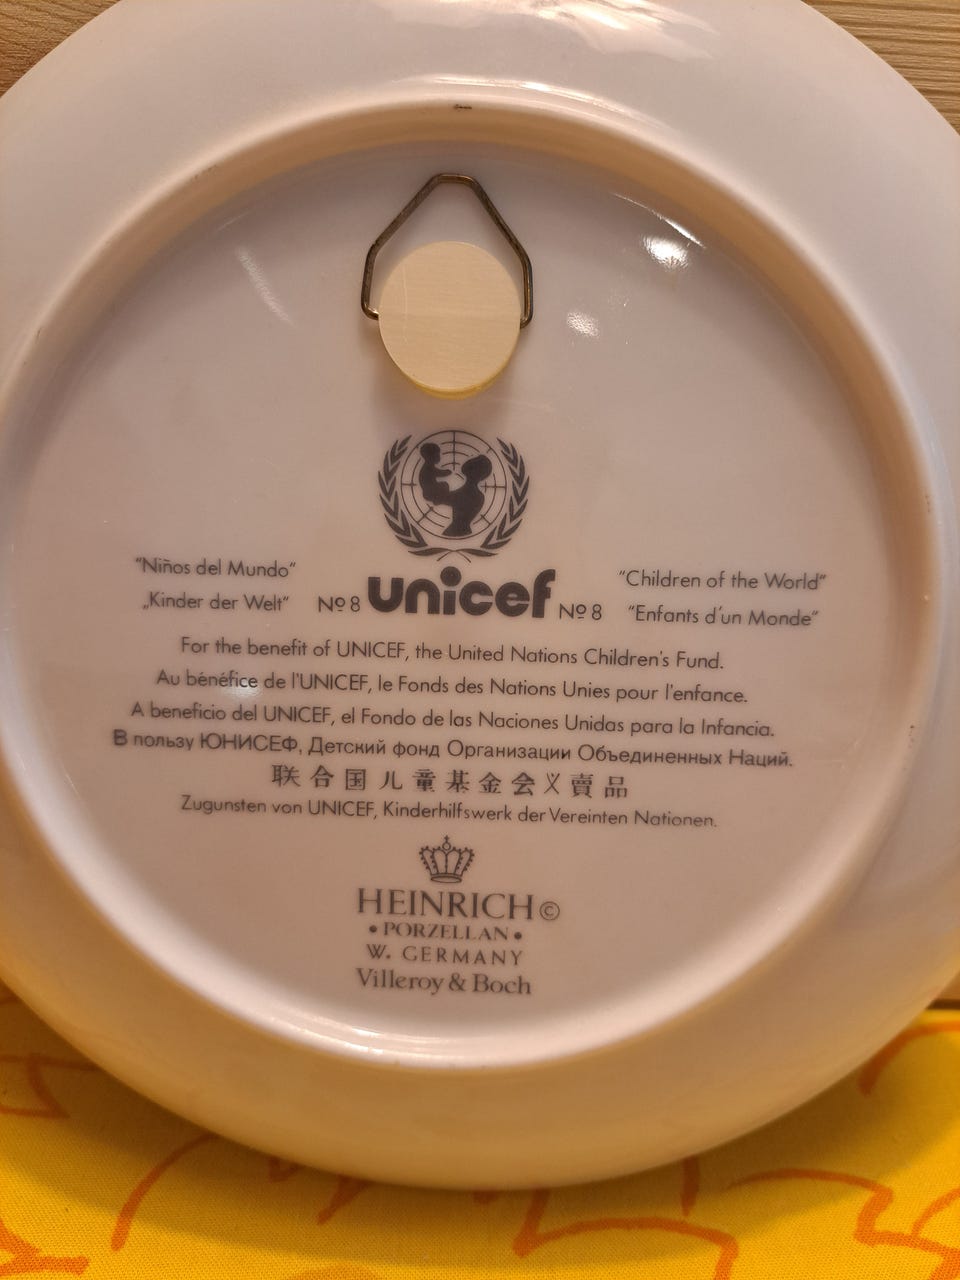 "Niños del Mundo" "Children of the World"
„Kinder der Welt" Nº 8 unicef Nº 8 "Enfants d'un Monde"
For the benefit of UNICEF, the United Nations Children's Fund.
Au bénéfice de l'UNICEF, le Fonds des Nations Unies pour l'enfance.
A beneficio del UNICEF, el Fondo de las Naciones Unidas para la Infancia.
В пользу ЮНИСЕФ, Детский фонд Организации Объединенных Наций.
联合国儿童基金会义賣品
Zugunsten von UNICEF, Kinderhilfswerk der Vereinten Nationen.
HEINRICH ©
• PORZELLAN •
W. GERMANY
Villeroy & Boch